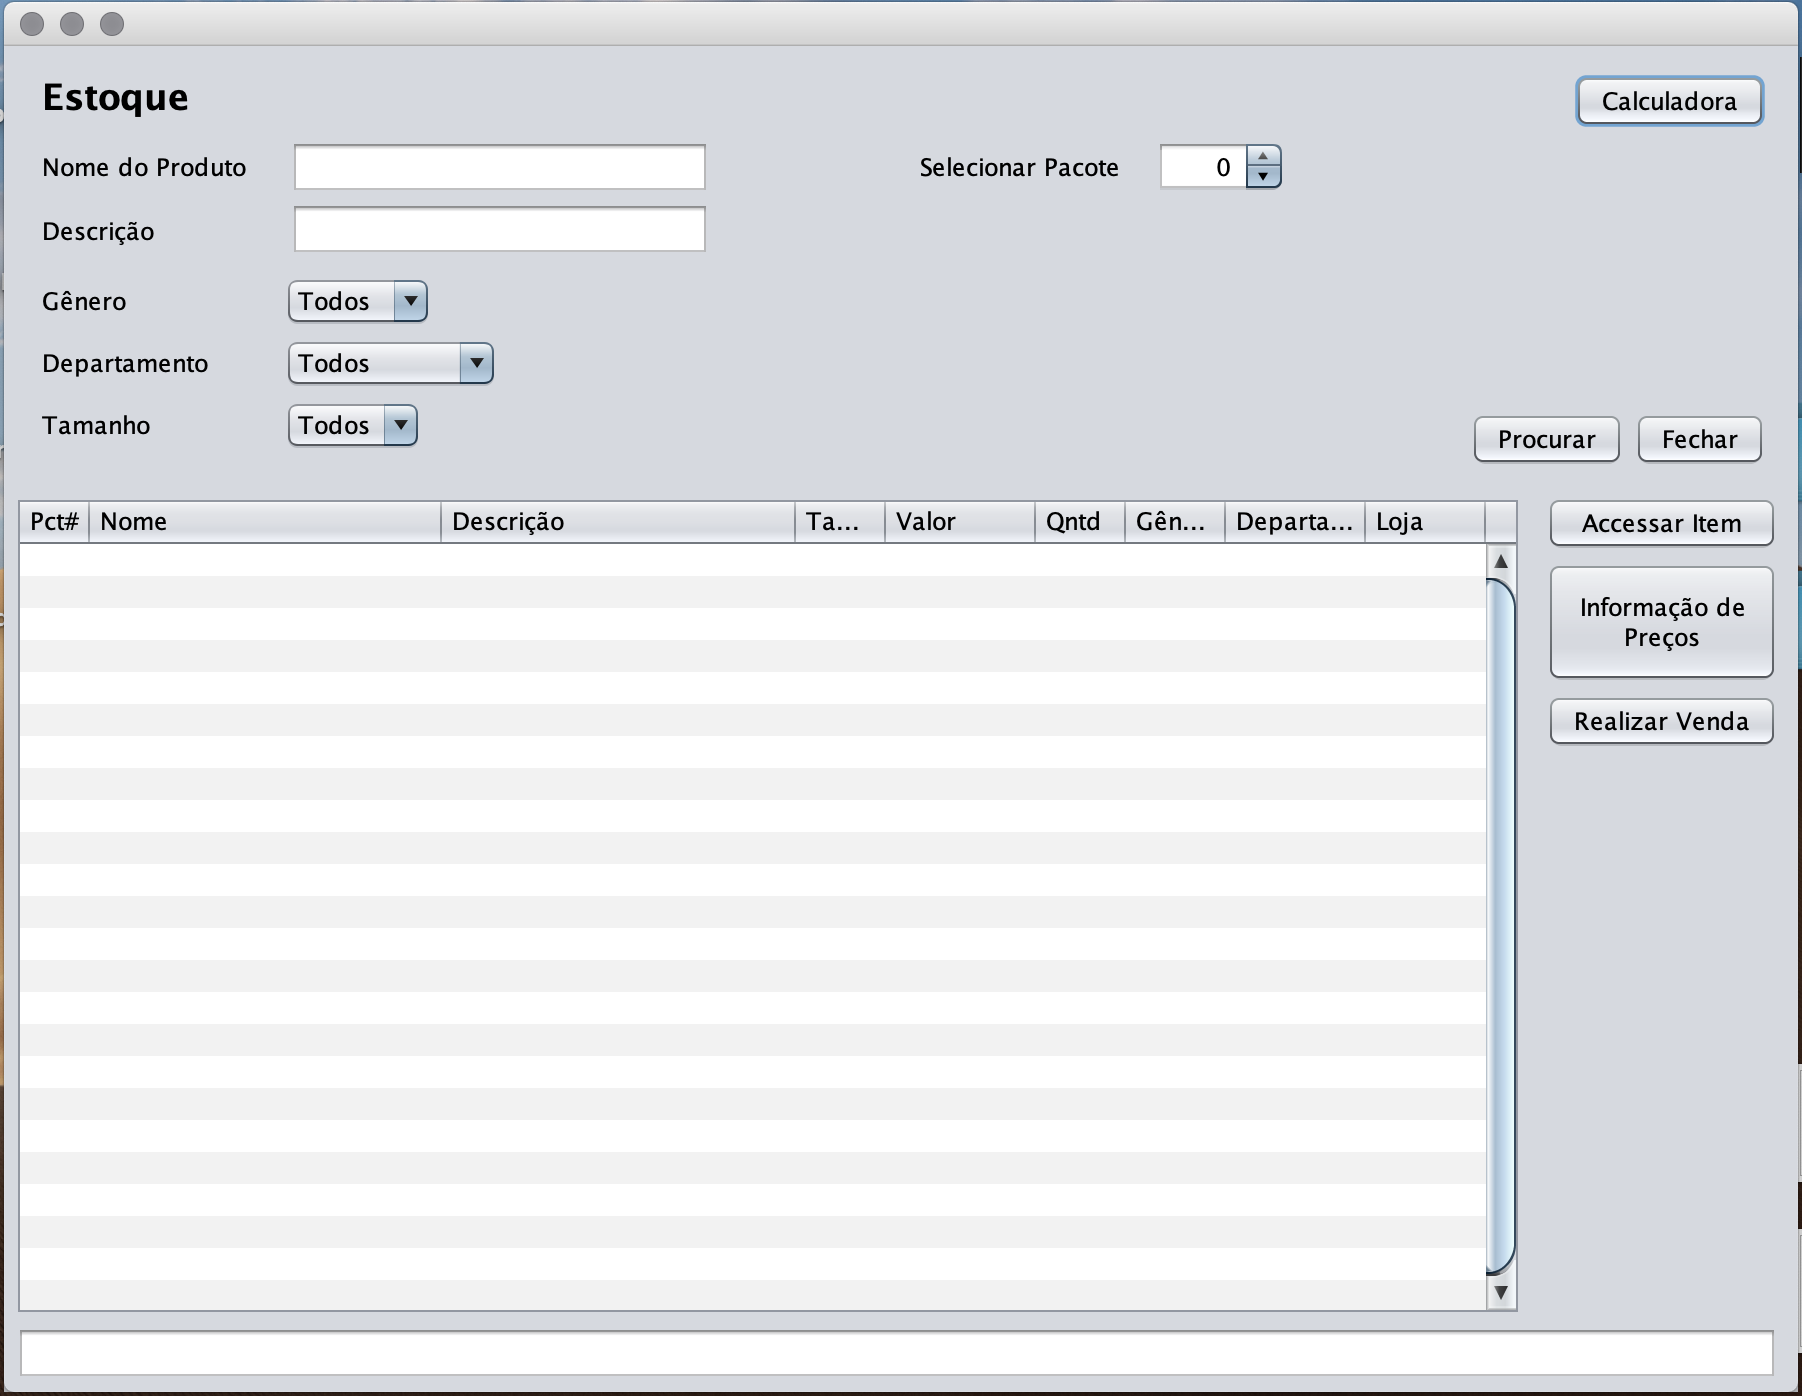 Estoque
Calculadora
Nome do Produto
Selecionar Pacote 0
Descrição
Gênero Todos
Departamento Todos
Tamanho Todos
Procurar Fechar
Pct# Nome Descrição Ta... Valor Qntd Gên... Departa... Loja
Accessar Item
Informação de
Preços
Realizar Venda